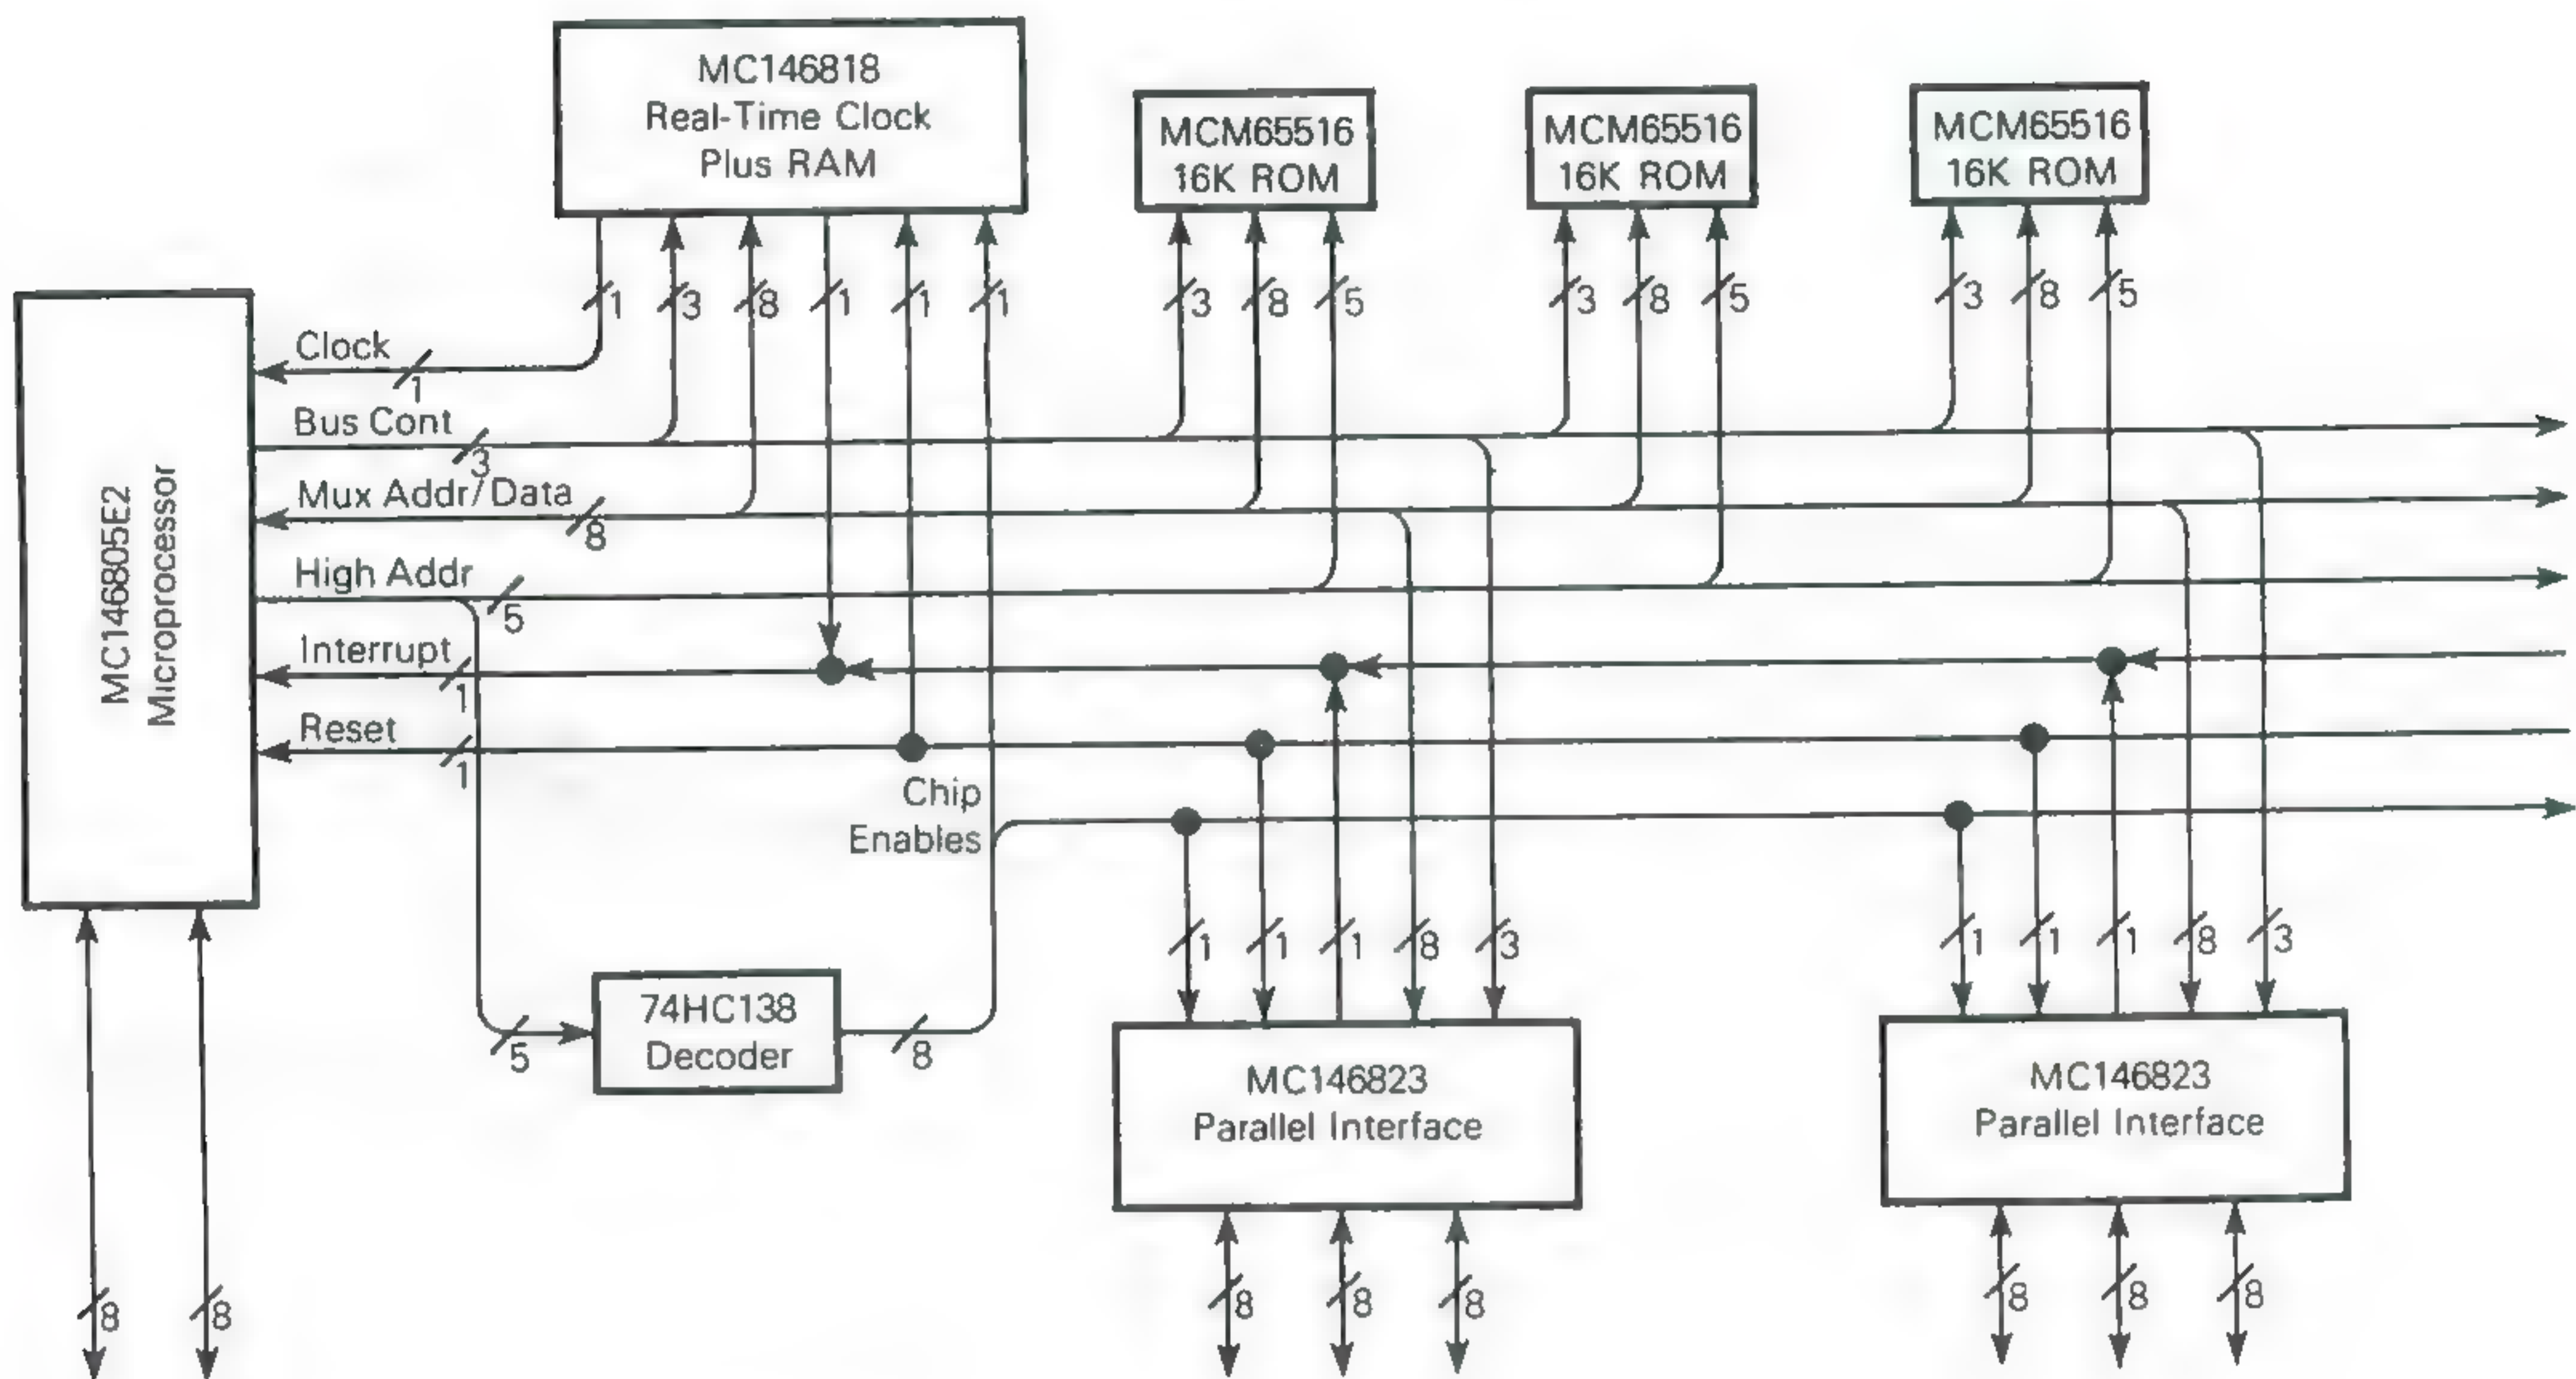 MC146818
Real-Time Clock
Plus RAM
MCM65516
16K ROM
MCM65516
16K ROM
MCM65516
16K ROM
1
3
8
1
1
1
3
8
5
3
8
5
3
8
5
MC146805E2
Microprocessor
Clock
1
Bus Cont
3
Mux Addr/Data
8
High Addr
5
Interrupt
1
Reset
1
Chip
Enables
1
1
1
8
3
1
1
1
8
3
5
74HC138
Decoder
8
MC146823
Parallel Interface
MC146823
Parallel Interface
8
8
8
8
8
8
8
8